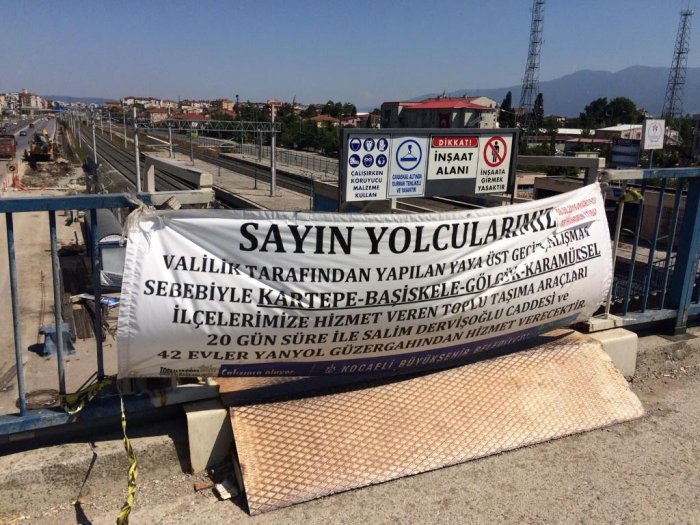 ÇALIŞIRKEN
KORUYUCU
MALZEME
KULLAN
DİKKAT!
İNŞAAT
ALANI
İNŞAATA
GİRMEK
YASAKTIR
SAYIN YOLCULARIMIZ
VALİLİK TARAFINDAN YAPILAN YAYA ÜST GEÇİT ÇALIŞMAK
SEBEBİYLE KARTEPE-BAŞİSKELE-GÖLCÜK-KARAMÜRSEL
İLÇELERİMİZE HİZMET VEREN TOPLU TAŞIMA ARAÇLARI
20 GÜN SÜRE İLE SALİM DERVİŞOĞLU CADDESİ ve
42 EVLER YANYOL GÜZERGAHINDAN HİZMET VERECEKTİR.
KOCAELİ BÜYÜKŞEHİR BELEDİYESİ